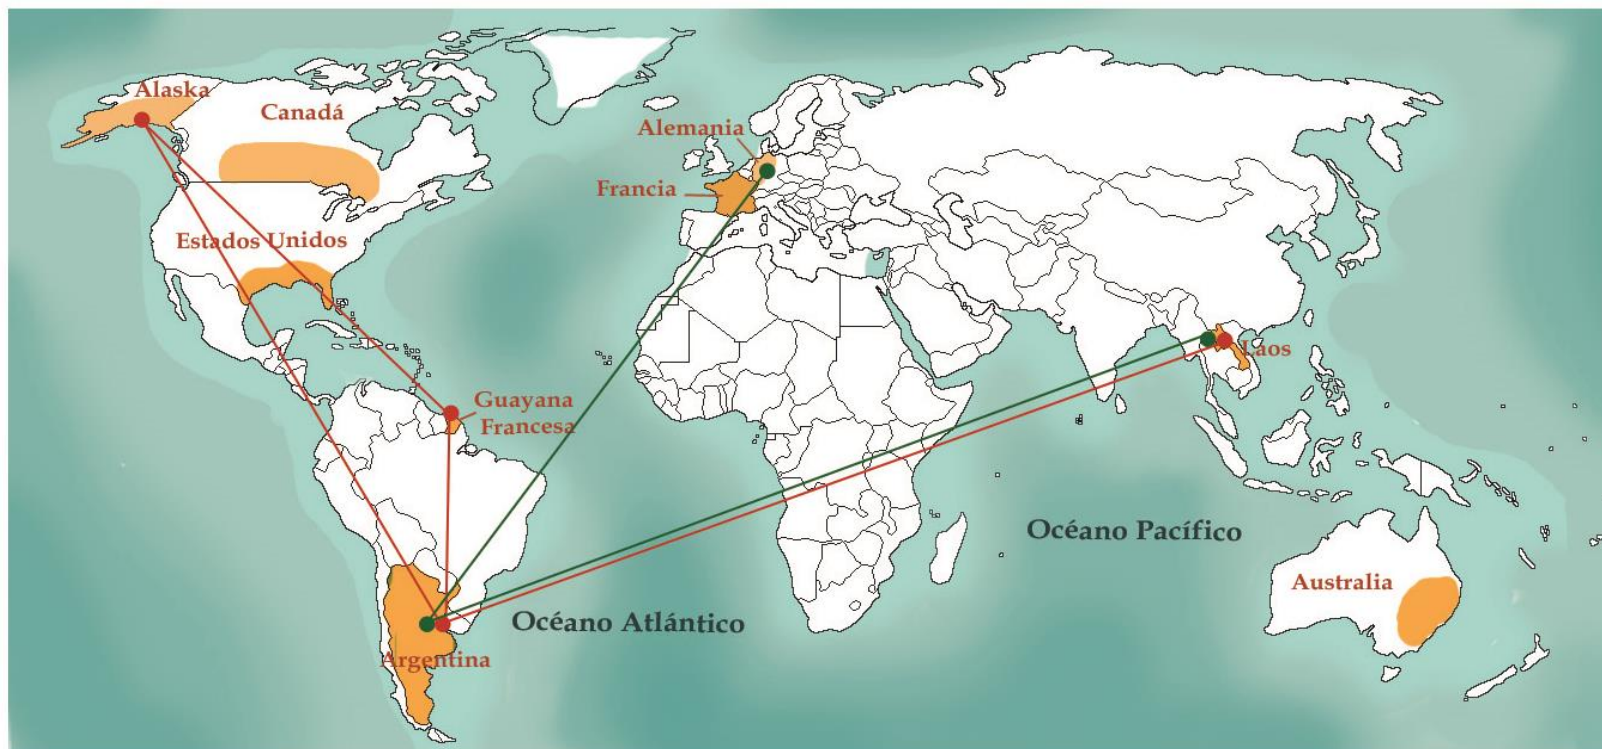 Alaska
Canadá
Alemania
Francia
Estados Unidos
Laos
Guayana
Francesa
Océano Pacífico
Australia
Océano Atlántico
Argentina